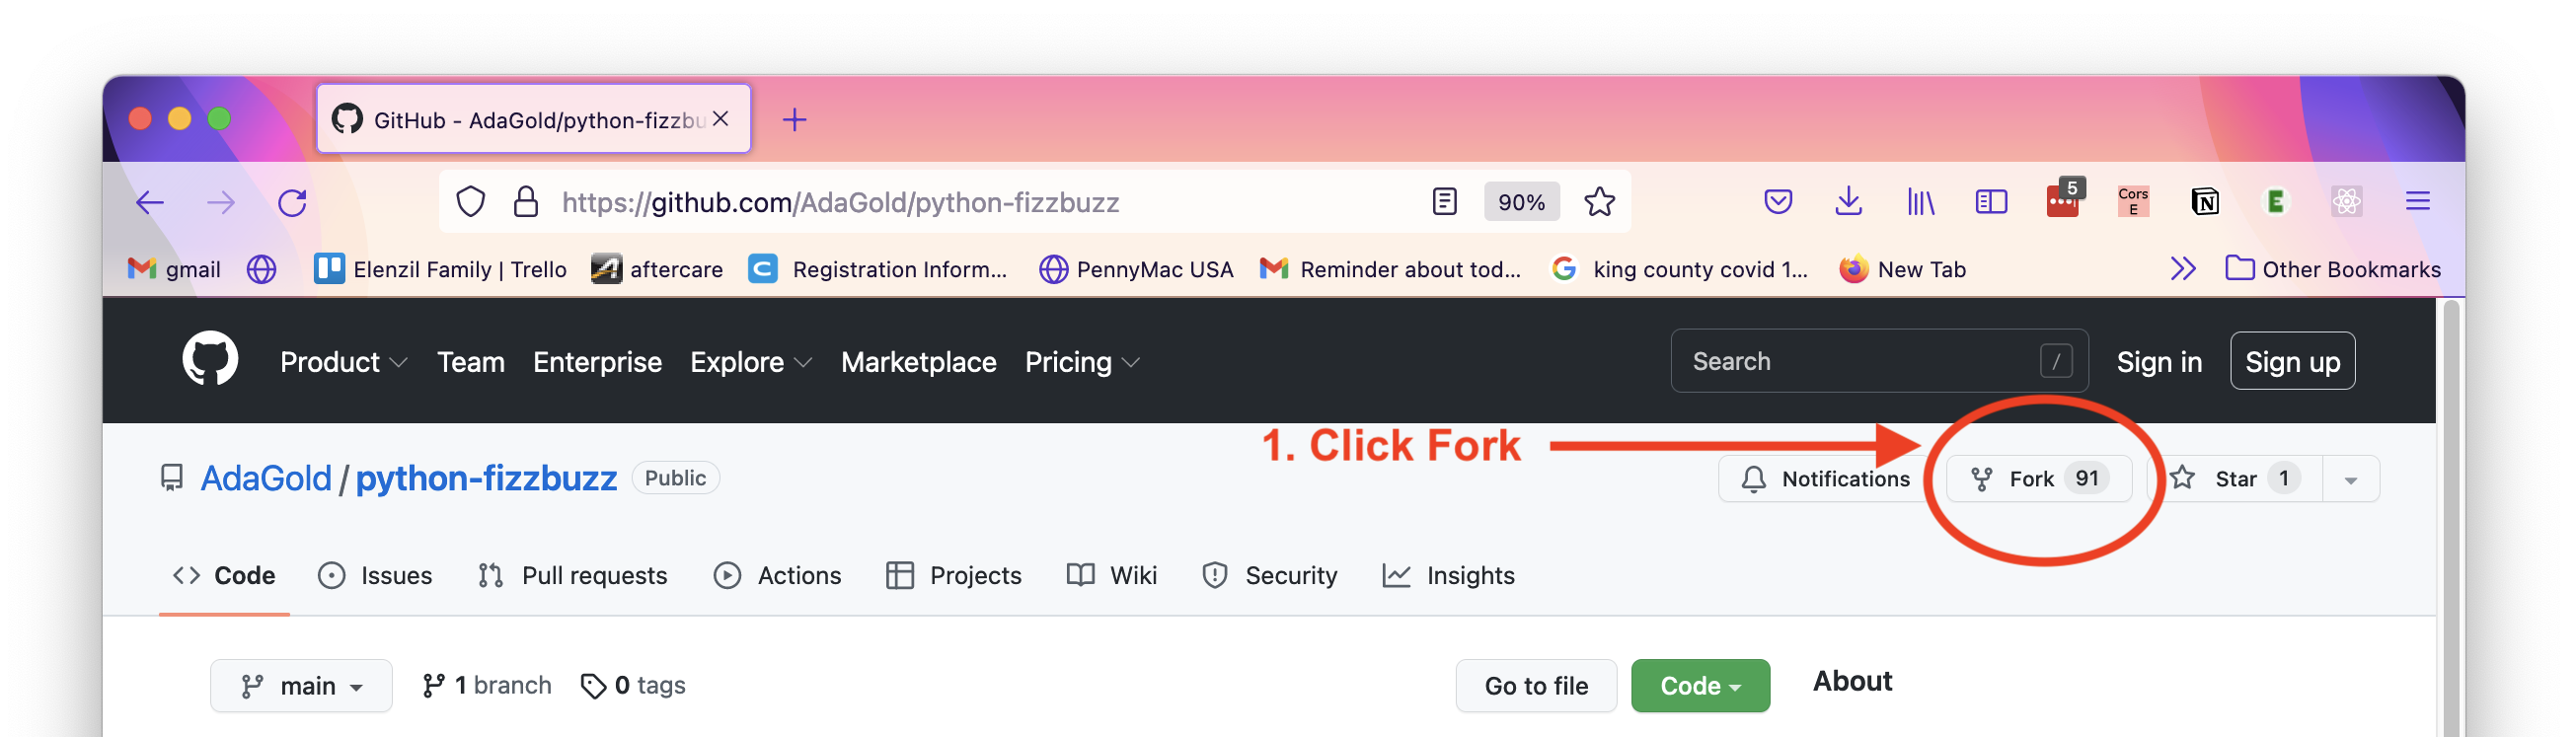 GitHub - AdaGold/python-fizzbu
https://github.com/AdaGold/python-fizzbuzz
90%
5
Cors
E
N
E
gmail
Elenzil Family | Trello
aftercare
C
Registration Inform...
PennyMac USA
Reminder about tod...
G
king county covid 1...
New Tab
Other Bookmarks
Product
Team
Enterprise
Explore
Marketplace
Pricing
Search
/
Sign in
Sign up
1. Click Fork
AdaGold / python-fizzbuzz
Public
Notifications
Fork 91
Star 1
Code
Issues
Pull requests
Actions
Projects
Wiki
Security
Insights
main
1 branch
0 tags
Go to file
Code
About